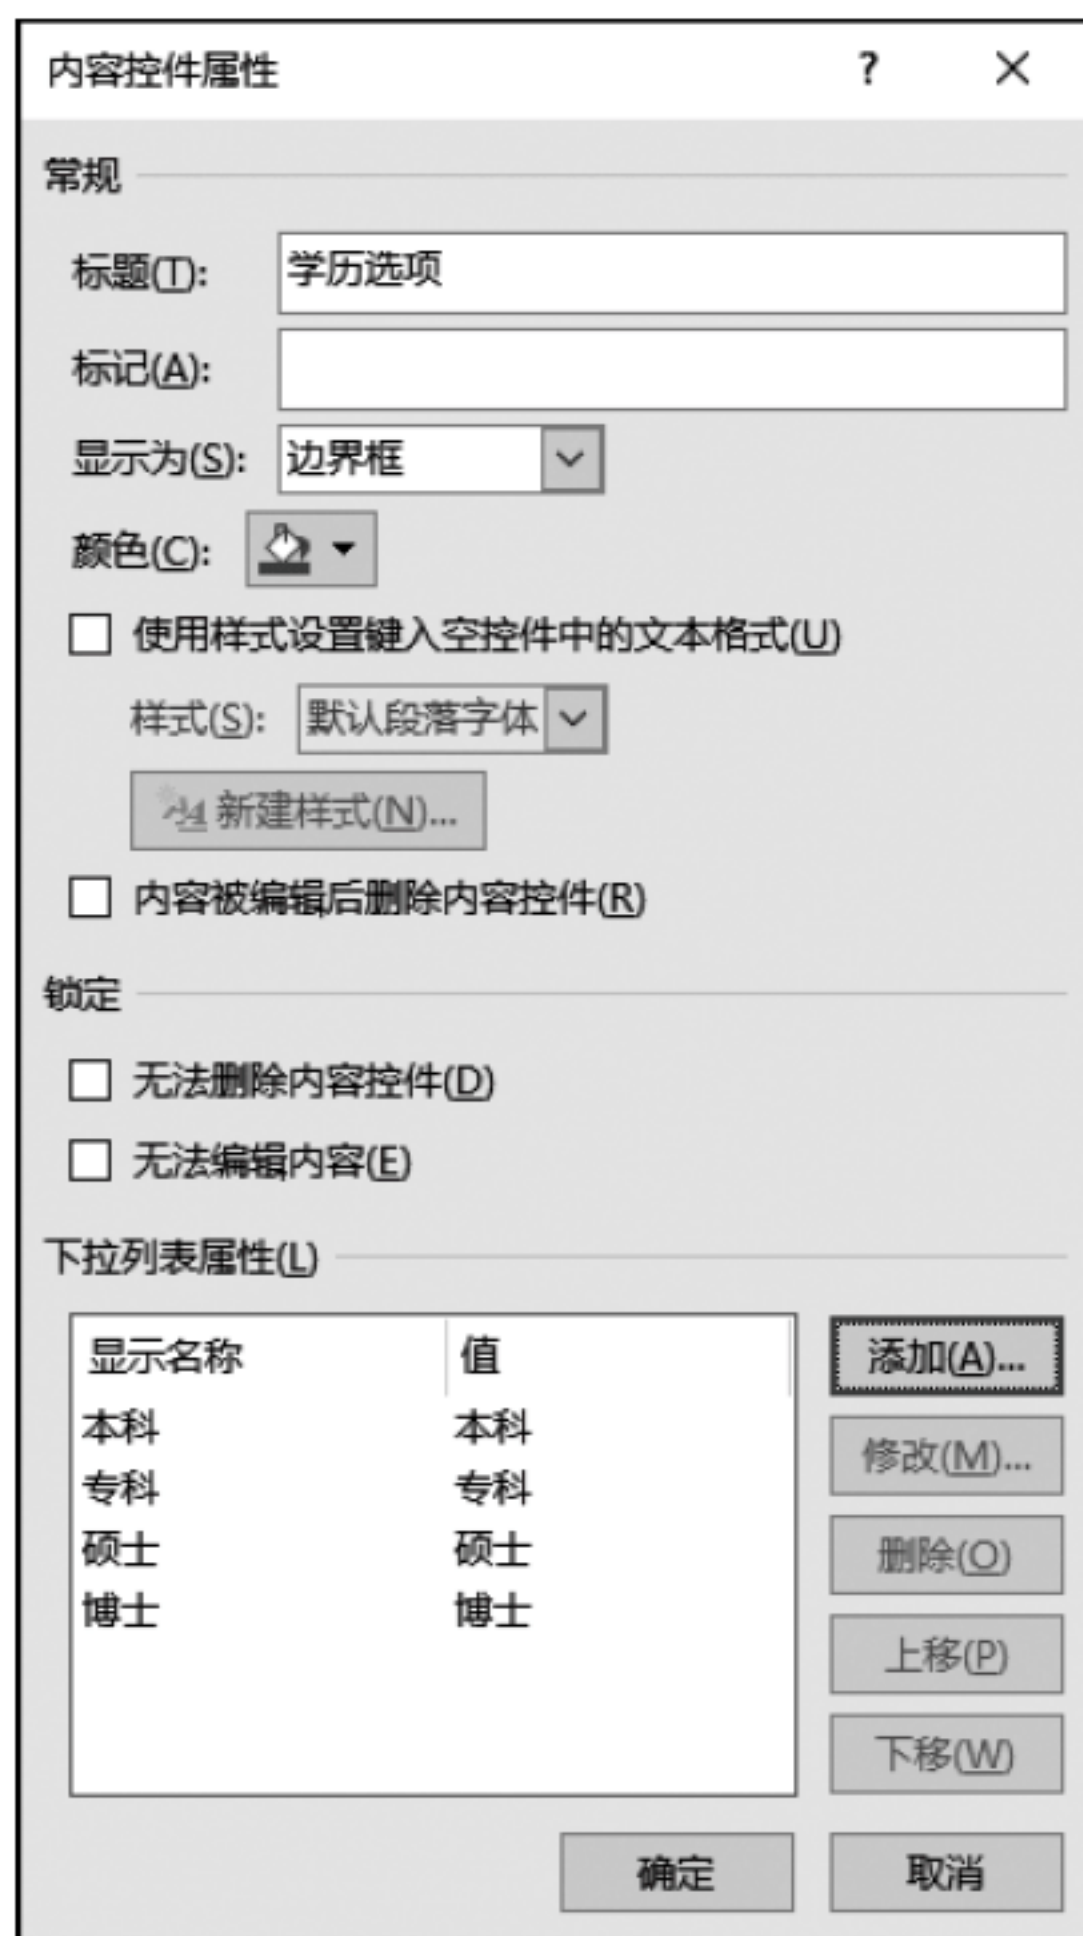 内容控件属性 ?
常规
标题(T): 学历选项
标记(A):
显示为(S): 边界框
颜色(C):
使用样式设置键入空控件中的文本格式(U)
样式(S): 默认段落字体
新建样式(N)...
内容被编辑后删除内容控件(R)
锁定
无法删除内容控件(D)
无法编辑内容(E)
下拉列表属性(L)
显示名称 值 添加(A)...
本科 本科
修改(M)...
专科 专科
硕士 硕士 删除(O)
博士 博士
上移(P)
下移(W)
确定 取消